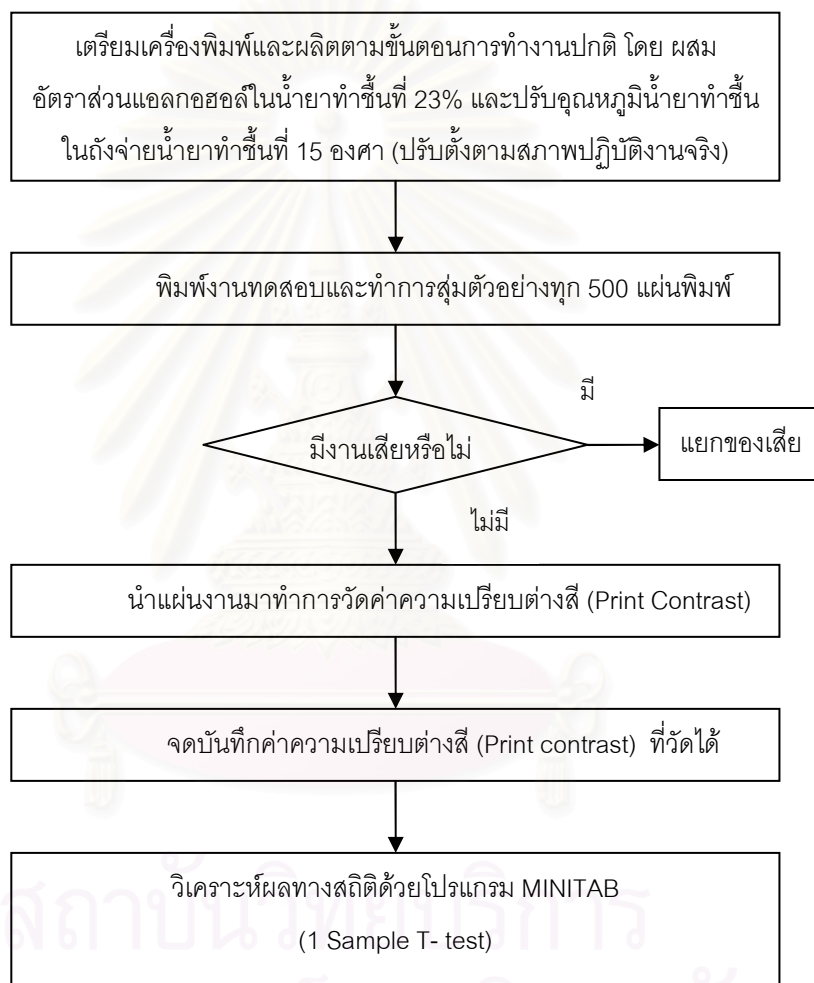 เตรียมเครื่องพิมพ์และผลิตตามขั้นตอนการทำงานปกติ โดย ผสม
อัตราส่วนแอลกอฮอล์ในน้ำยาทำชื้นที่ 23% และปรับอุณหภูมิน้ำยาทำชื้น
ในถังจ่ายน้ำยาทำชื้นที่ 15 องศา (ปรับตั้งตามสภาพปฏิบัติงานจริง)
พิมพ์งานทดสอบและทำการสุ่มตัวอย่างทุก 500 แผ่นพิมพ์
มี
มีงานเสียหรือไม่
แยกของเสีย
ไม่มี
นำแผ่นงานมาทำการวัดค่าความเปรียบต่างสี (Print Contrast)
จดบันทึกค่าความเปรียบต่างสี (Print contrast) ที่วัดได้
วิเคราะห์ผลทางสถิติด้วยโปรแกรม MINITAB
(1 Sample T- test)
สถาบันวิทยบริการ